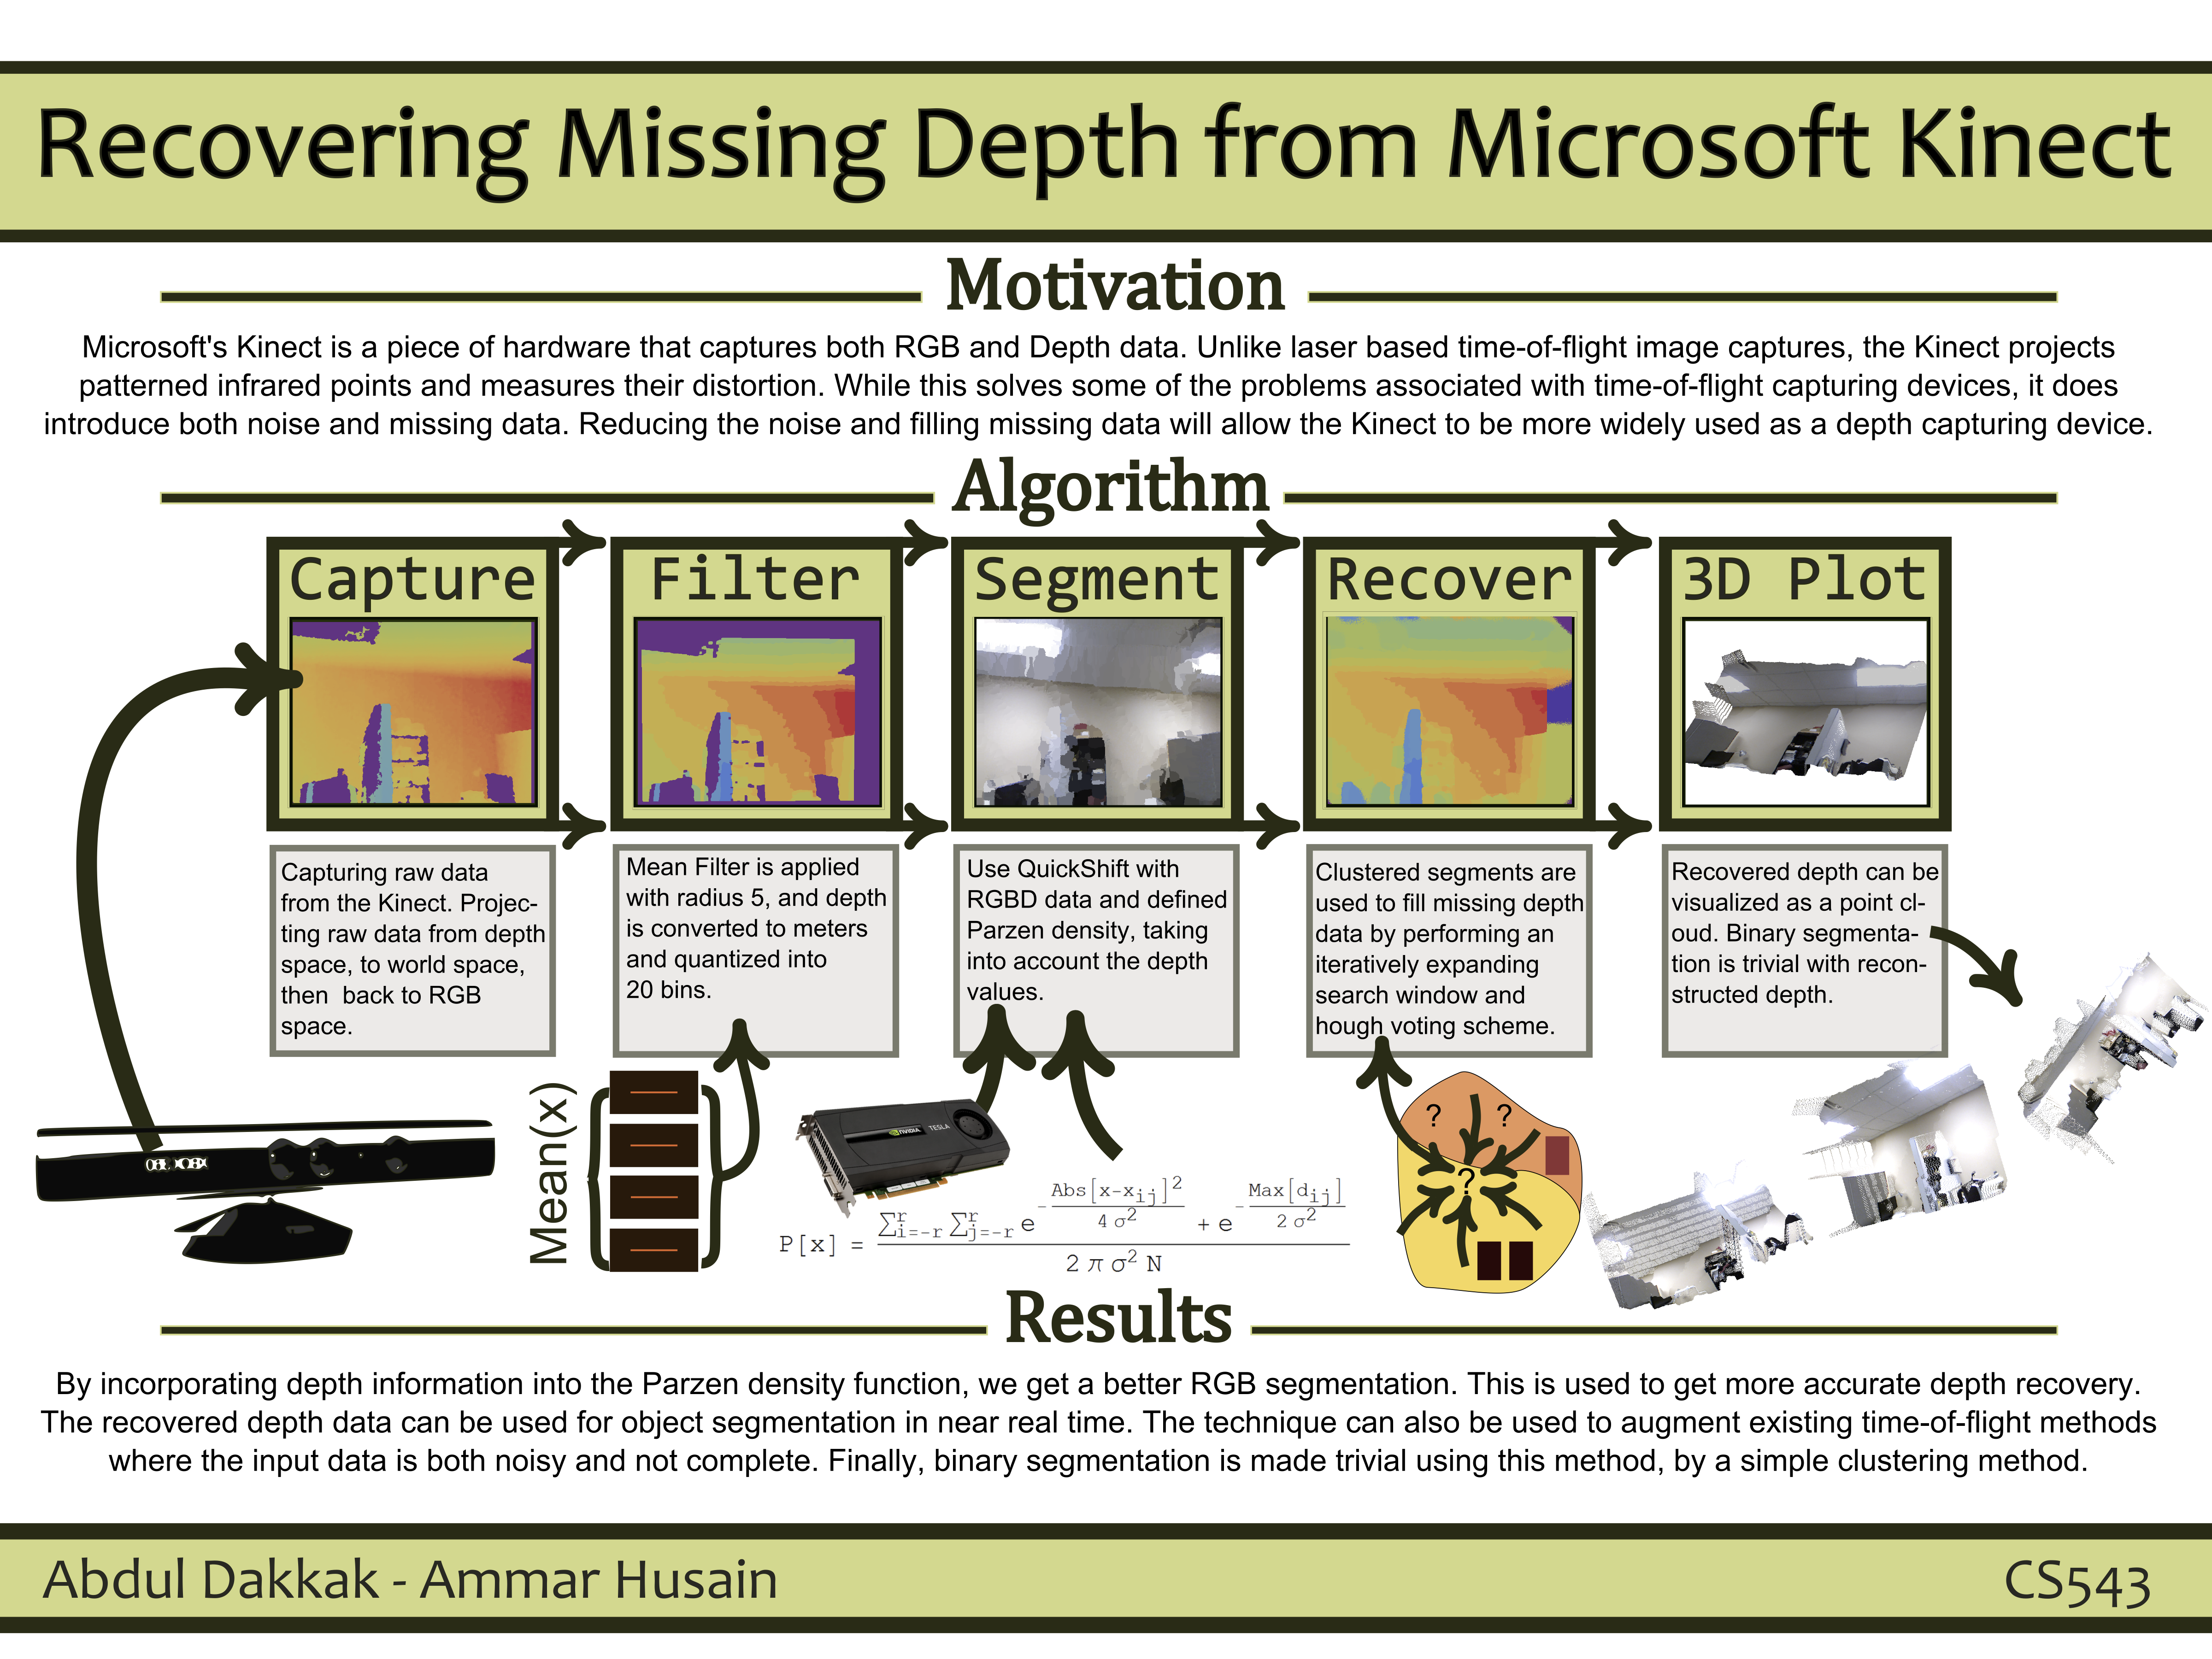 Recovering Missing Depth from Microsoft Kinect
Motivation
Microsoft's Kinect is a piece of hardware that captures both RGB and Depth data. Unlike laser based time-of-flight image captures, the Kinect projects
patterned infrared points and measures their distortion. While this solves some of the problems associated with time-of-flight capturing devices, it does
introduce both noise and missing data. Reducing the noise and filling missing data will allow the Kinect to be more widely used as a depth capturing device.
Algorithm
Capture
Capturing raw data
from the Kinect. Projec-
ting raw data from depth
space, to world space,
then back to RGB
space.
Filter
Mean Filter is applied
with radius 5, and depth
is converted to meters
and quantized into
20 bins.
Segment
Use QuickShift with
RGBD data and defined
Parzen density, taking
into account the depth
values.
Recover
Clustered segments are
used to fill missing depth
data by performing an
iteratively expanding
search window and
hough voting scheme.
3D Plot
Recovered depth can be
visualized as a point cl-
oud. Binary segmenta-
tion is trivial with recon-
structed depth.
XBOX
Mean(x)
NVIDIA TESLA
P[x] = (∑_{i=-r}^{r} ∑_{j=-r}^{r} e^{-Abs[x-x_{ij}]^2 / 4 σ^2} + e^{-Max[d_{ij}] / 2 σ^2}) / 2 π σ^2 N
? ?
?
Results
By incorporating depth information into the Parzen density function, we get a better RGB segmentation. This is used to get more accurate depth recovery.
The recovered depth data can be used for object segmentation in near real time. The technique can also be used to augment existing time-of-flight methods
where the input data is both noisy and not complete. Finally, binary segmentation is made trivial using this method, by a simple clustering method.
Abdul Dakkak - Ammar Husain
CS543